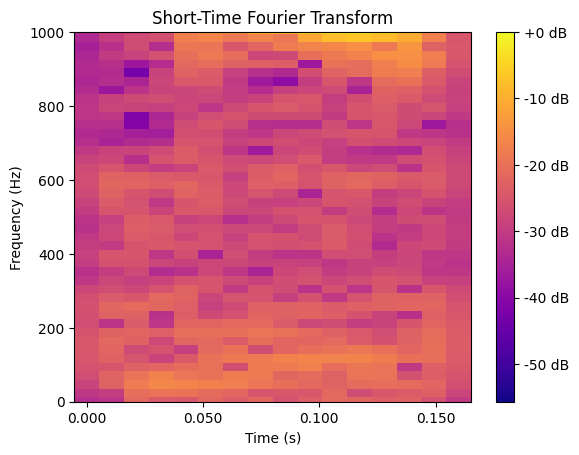 Short-Time Fourier Transform
Frequency (Hz)
1000
800
600
400
200
0
0.000
0.050
0.100
0.150
Time (s)
+0 dB
-10 dB
-20 dB
-30 dB
-40 dB
-50 dB